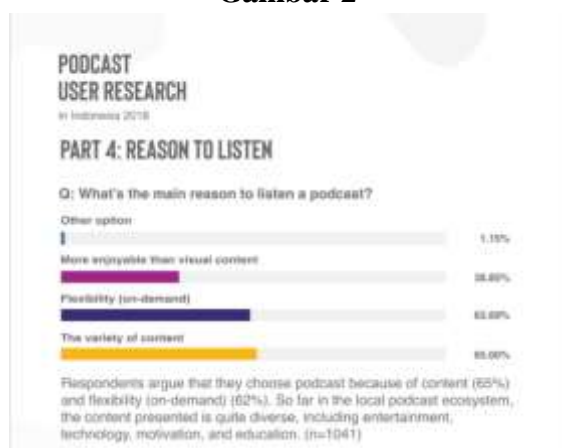 PODCAST
USER RESEARCH
in Indonesia 2018
PART 4: REASON TO LISTEN
Q: What's the main reason to listen a podcast?
Other option
1.15%
More enjoyable than visual content
Flexibility (on-demand)
The variety of content
65.00%
Respondents argue that they choose podcast because of content (65%)
and flexibility (on-demand) (62%). So far in the local podcast ecosystem,
the content presented is quite diverse, including entertainment,
technology, motivation, and education. (n=1041)